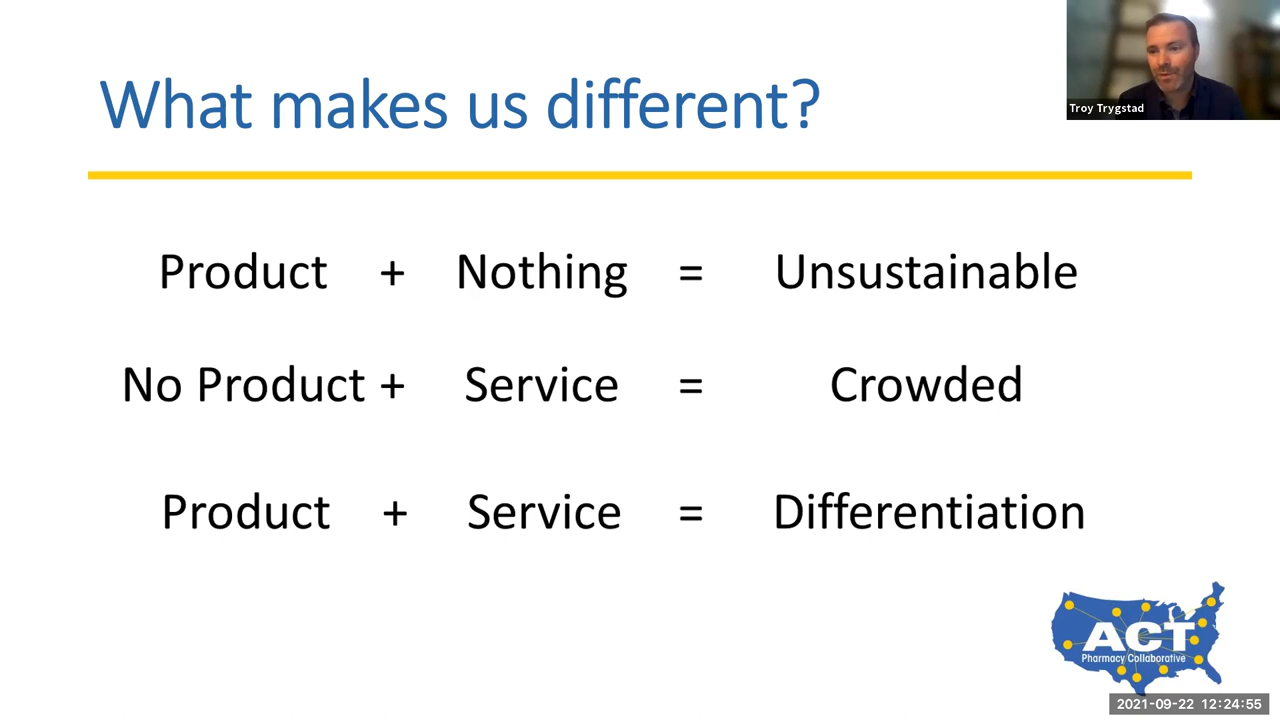 What makes us different?
Troy Trygstad
Product + Nothing = Unsustainable
No Product + Service = Crowded
Product + Service = Differentiation
ACT
Pharmacy Collaborative
2021-09-22 12:24:55